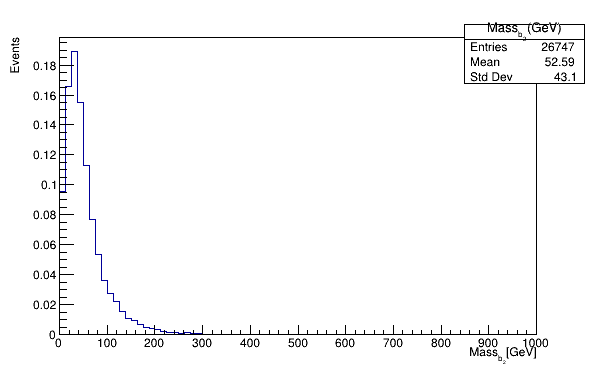 Mass_b_2 (GeV)
Entries 26747
Mean 52.59
Std Dev 43.1
Events
0.18
0.16
0.14
0.12
0.1
0.08
0.06
0.04
0.02
0
0 100 200 300 400 500 600 700 800 900 1000
Mass_b_2 [GeV]